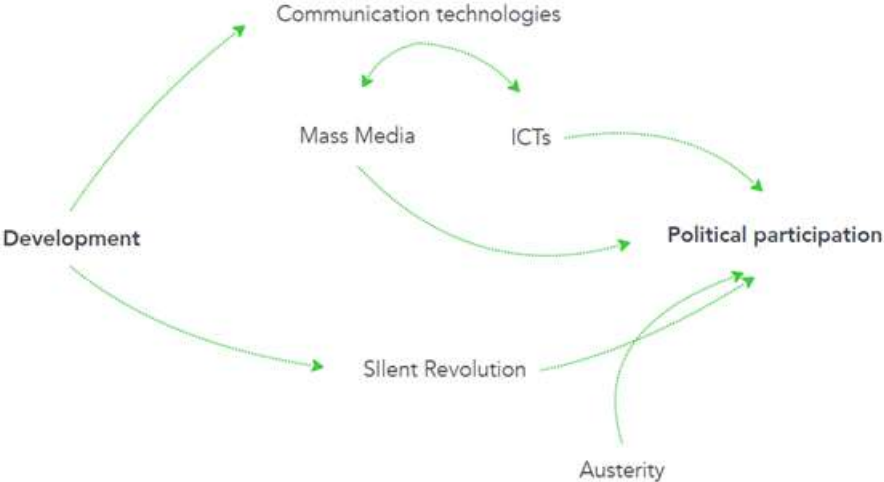 Communication technologies
Mass Media
ICTs
Development
Political participation
SIlent Revolution
Austerity